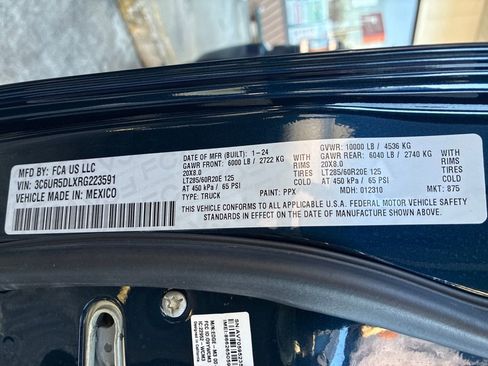 MFD BY: FCA US LLC
VIN: 3C6UR5DLXRG223591
VEHICLE MADE IN: MEXICO
DATE OF MFR (BUILT) 1-24
GAWR FRONT: 6000 LB / 2722 KG
20X8.0
LT285/60R20E 125
AT 450 kPa / 65 PSI
TYPE: TRUCK
PAINT: PPX
WITH
RIMS
TIRES
COLD
GVWR: 10000 LB / 4536 KG
GAWR REAR: 6040 LB / 2740 KG
20X8.0
LT285/60R20E 125
AT 450 kPa / 65 PSI
MDH: 012310
WITH
RIMS
TIRES
COLD
MKT: 875
THIS VEHICLE CONFORMS TO ALL APPLICABLE U.S.A. FEDERAL MOTOR VEHICLE SAFETY
STANDARDS IN EFFECT ON THE DATE OF MANUFACTURE SHOWN ABOVE